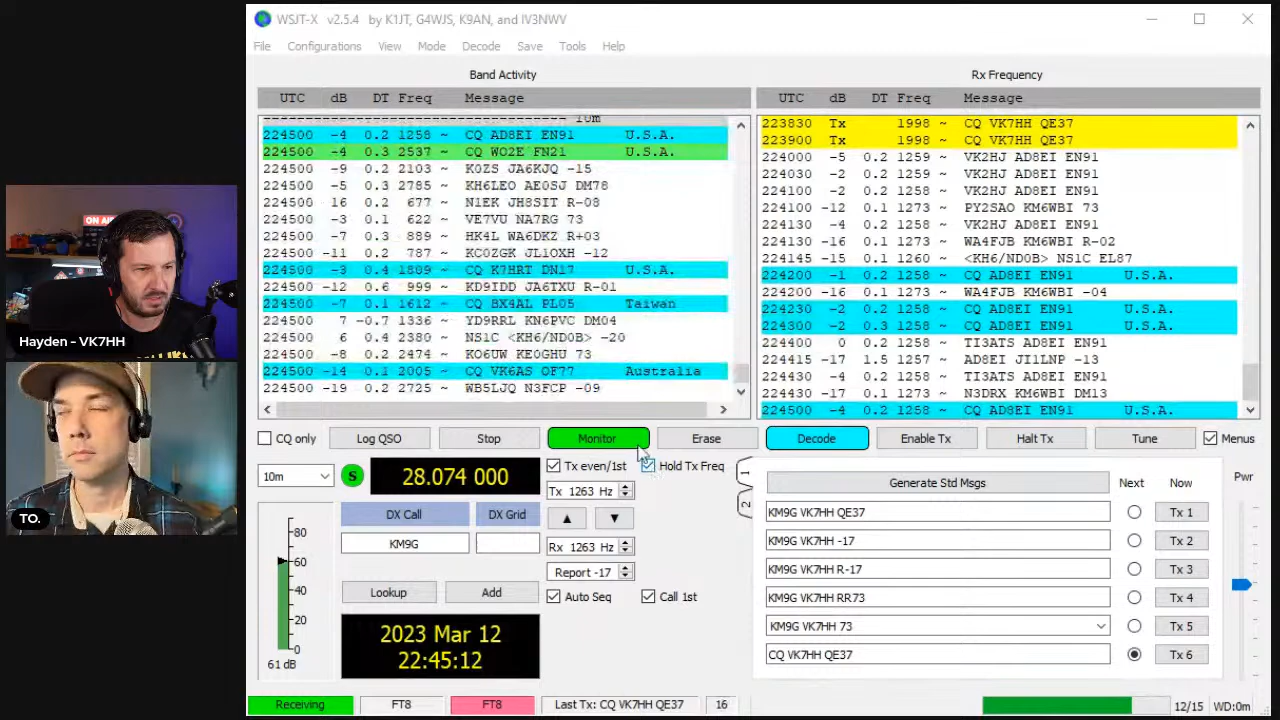 WSJT-X v2.5.4 by K1JT, G4WJS, K9AN, and IV3NWV
File Configurations View Mode Decode Save Tools Help
Band Activity
UTC dB DT Freq Message
10m
224500 -4 0.2 1258 ~ CQ AD8EI EN91 U.S.A.
224500 -4 0.3 2537 ~ CQ WO2E FN21 U.S.A.
224500 -9 0.2 2103 ~ K0ZS JA6KJQ -15
224500 -5 0.3 2785 ~ KH6LEO AE0SJ DM78
224500 16 0.2 677 ~ N1EK JH8SIT R-08
224500 -3 0.1 622 ~ VE7VU NA7RG 73
224500 -7 0.3 889 ~ HK4L WA6DKZ R+03
224500 -11 0.2 787 ~ KC0ZGK JL1OXH -12
224500 -3 0.4 1809 ~ CQ K7HRT DN17 U.S.A.
224500 -12 0.6 999 ~ KD9IDD JA6TXU R-01
224500 -7 0.1 1612 ~ CQ BX4AL PL05 Taiwan
224500 7 -0.7 1336 ~ YD9RRL KN6PVC DM04
224500 6 0.4 2380 ~ NS1C <KH6/ND0B> -20
224500 -8 0.2 2474 ~ KO6UW KE0GHU 73
224500 -14 0.1 2005 ~ CQ VK6AS OF77 Australia
224500 -19 0.2 2725 ~ WB5LJQ N3FCP -09
Rx Frequency
UTC dB DT Freq Message
223830 Tx 1998 ~ CQ VK7HH QE37
223900 Tx 1998 ~ CQ VK7HH QE37
224000 -5 0.2 1259 ~ VK2HJ AD8EI EN91
224030 -2 0.2 1259 ~ VK2HJ AD8EI EN91
224100 -2 0.2 1258 ~ VK2HJ AD8EI EN91
224100 -12 0.1 1273 ~ PY2SAO KM6WBI 73
224130 -4 0.2 1258 ~ VK2HJ AD8EI EN91
224130 -16 0.1 1273 ~ WA4FJB KM6WBI R-02
224145 -15 0.1 1260 ~ <KH6/ND0B> NS1C EL87
224200 -1 0.2 1258 ~ CQ AD8EI EN91 U.S.A.
224200 -16 0.1 1273 ~ WA4FJB KM6WBI -04
224230 -2 0.2 1258 ~ CQ AD8EI EN91 U.S.A.
224300 -2 0.3 1258 ~ CQ AD8EI EN91 U.S.A.
224400 0 0.2 1258 ~ TI3ATS AD8EI EN91
224415 -17 1.5 1257 ~ AD8EI JI1LNP -13
224430 -4 0.2 1258 ~ TI3ATS AD8EI EN91
224430 -17 0.1 1273 ~ N3DRX KM6WBI DM13
224500 -4 0.2 1258 ~ CQ AD8EI EN91 U.S.A.
ON A
Hayden - VK7HH
TO.
CQ only Log QSO Stop Monitor Erase Decode Enable Tx Halt Tx Tune Menus
10m S 28.074 000
Tx even/1st Hold Tx Freq
Tx 1263 Hz
DX Call DX Grid
KM9G
Rx 1263 Hz
Report -17
Lookup Add
Auto Seq Call 1st
2023 Mar 12
22:45:12
80
60
40
20
0
61 dB
1
2
Generate Std Msgs Next Now Pwr
KM9G VK7HH QE37 Tx 1
KM9G VK7HH -17 Tx 2
KM9G VK7HH R-17 Tx 3
KM9G VK7HH RR73 Tx 4
KM9G VK7HH 73 Tx 5
CQ VK7HH QE37 Tx 6
Receiving FT8 FT8 Last Tx: CQ VK7HH QE37 16 12/15 WD:0m